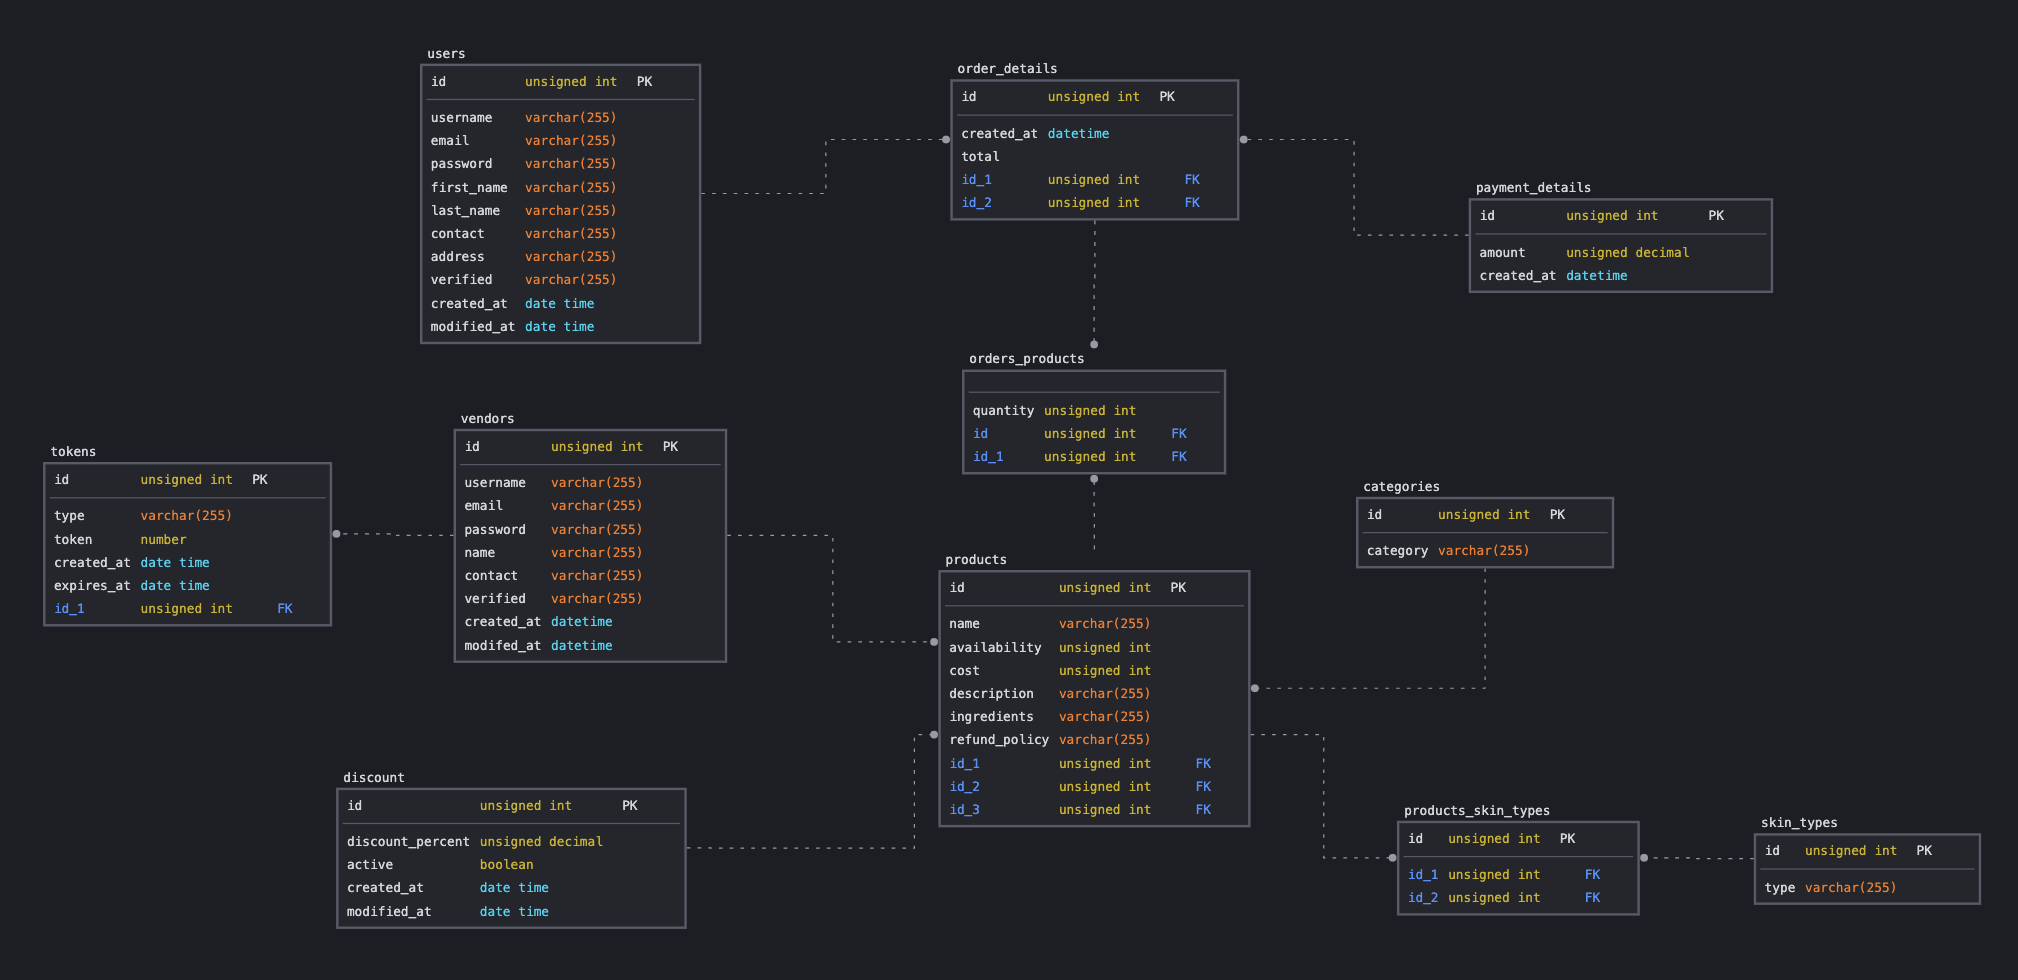 users
id unsigned int PK
username varchar(255)
email varchar(255)
password varchar(255)
first_name varchar(255)
last_name varchar(255)
contact varchar(255)
address varchar(255)
verified varchar(255)
created_at date time
modified_at date time
order_details
id unsigned int PK
created_at datetime
total
id_1 unsigned int FK
id_2 unsigned int FK
payment_details
id unsigned int PK
amount unsigned decimal
created_at datetime
orders_products
quantity unsigned int
id unsigned int FK
id_1 unsigned int FK
vendors
id unsigned int PK
username varchar(255)
email varchar(255)
password varchar(255)
name varchar(255)
contact varchar(255)
verified varchar(255)
created_at datetime
modifed_at datetime
tokens
id unsigned int PK
type varchar(255)
token number
created_at date time
expires_at date time
id_1 unsigned int FK
categories
id unsigned int PK
category varchar(255)
products
id unsigned int PK
name varchar(255)
availability unsigned int
cost unsigned int
description varchar(255)
ingredients varchar(255)
refund_policy varchar(255)
id_1 unsigned int FK
id_2 unsigned int FK
id_3 unsigned int FK
discount
id unsigned int PK
discount_percent unsigned decimal
active boolean
created_at date time
modified_at date time
products_skin_types
id unsigned int PK
id_1 unsigned int FK
id_2 unsigned int FK
skin_types
id unsigned int PK
type varchar(255)